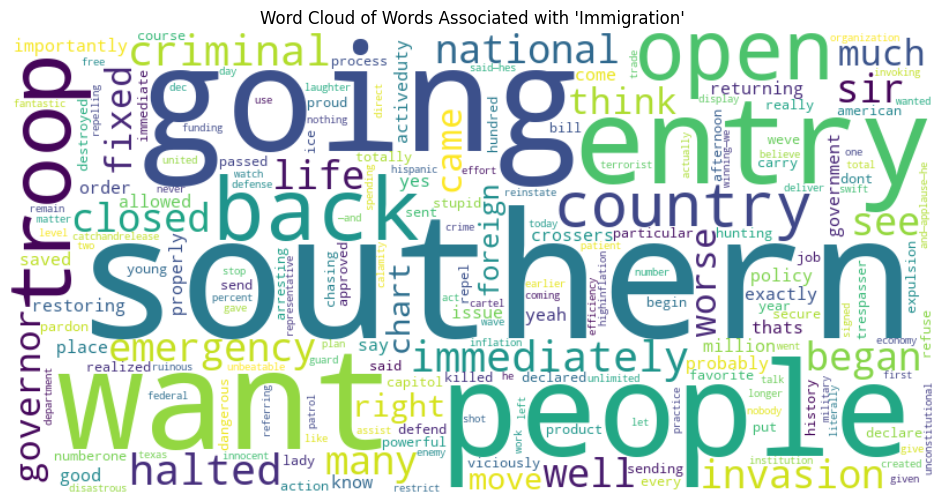 Word Cloud of Words Associated with 'Immigration'
course
importantly
criminal
process
said—hes
national
open
trade
organization
much
invoking
free
day
going
think
come
sir
fantastic
dec
laughter
activeduty
returning
repelling
fixed
immediate
use
proud
direct
display
really
wanted
destroyed
funding
ice
nothing
hundred
came
bill
entry
weve
american
afternoon
winning—we
troop
united
passed
life
totally
effort
terrorist
actually
believe
carry
one
government
order
never
watch
hispanic
yes
foreign
reinstate
dont
total
remain
allowed
defense
spending
stupid
country
deliver
swift
matter
closed
back
—and
sent
crossers
today
particular
hunting
see
and—applause—he
level
catchandrelease
young
southern
crime
issue
worse
job
saved
two
stop
chasing
approved
calamity
repel
patient
number
policy
trespasser
expulsion
properly
send
percent
arresting
representative
chart
earlier
coming
exactly
year
restoring
gave
act
cartel
efficiency
highinflation
begin
secure
signed
refuse
governor
pardon
ruinous
yeah
wave
thats
economy
place
emergency
unbeatable
plan
say
inflation
million
went
began
realized
guard
said
immediately
probably
department
want
right
capitol
killed
he
declared
unlimited
favorite
talk
first
federal
dangerous
referring
patrol
people
practice
longer
history
military
literally
declare
unconstitutional
numberone
texas
innocent
like
assist
defend
shot
left
product
let
put
nobody
give
good
halted
lady
many
powerful
enemy
viciously
work
well
institution
created
disastrous
action
know
restrict
move
sending
every
invasion
given